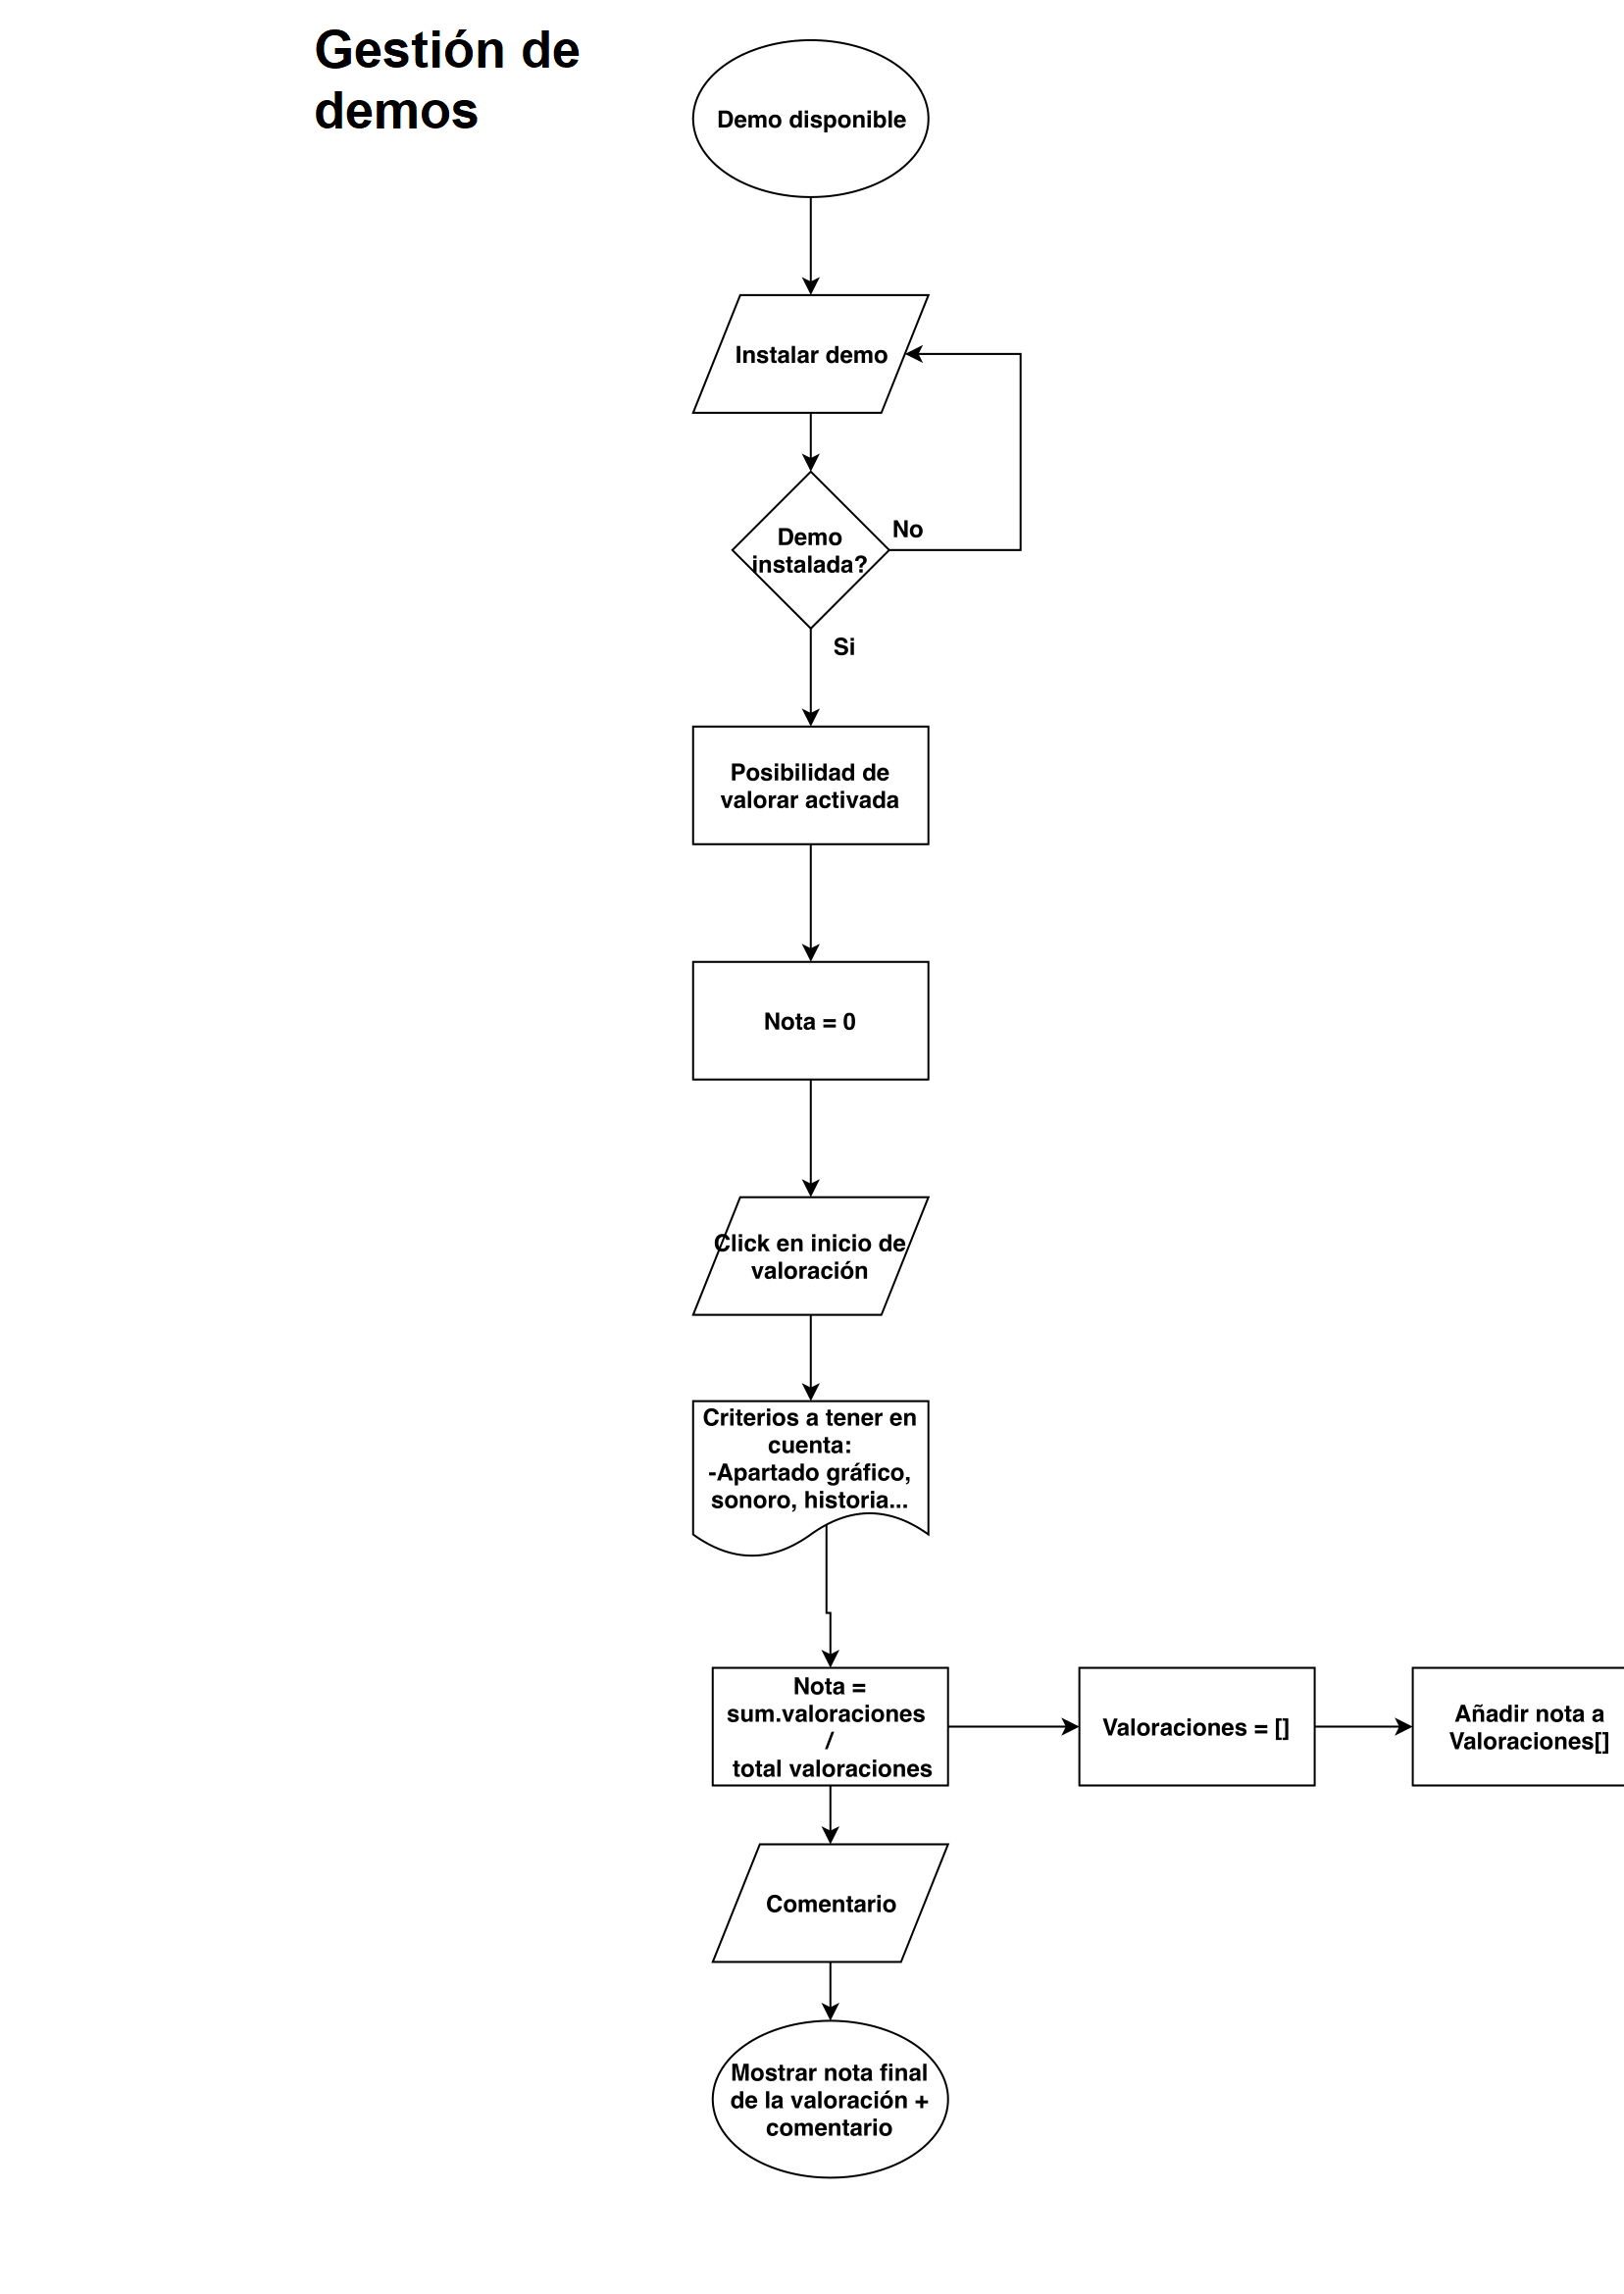 Gestión de
demos
Demo disponible
Instalar demo
Demo
instalada?
No
Si
Posibilidad de
valorar activada
Nota = 0
Click en inicio de
valoración
Criterios a tener en
cuenta:
-Apartado gráfico,
sonoro, historia...
Nota =
sum.valoraciones
/
total valoraciones
Valoraciones = []
Añadir nota a
Valoraciones[]
Comentario
Mostrar nota final
de la valoración +
comentario